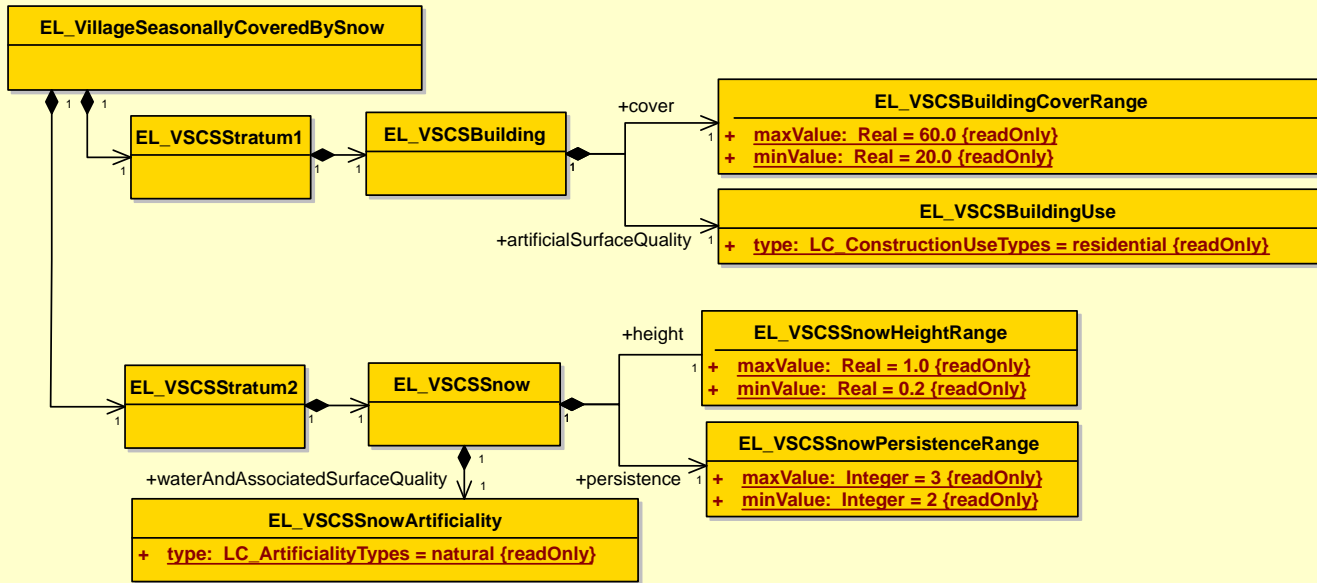 EL_VillageSeasonallyCoveredBySnow
1 1
EL_VSCSStratum1
1 1
EL_VSCSBuilding
1 1
+cover
1
EL_VSCSBuildingCoverRange
+ maxValue: Real = 60.0 {readOnly}
+ minValue: Real = 20.0 {readOnly}
+artificialSurfaceQuality
1
EL_VSCSBuildingUse
+ type: LC_ConstructionUseTypes = residential {readOnly}
EL_VSCSStratum2
1 1
EL_VSCSSnow
1 1
+height
1
EL_VSCSSnowHeightRange
+ maxValue: Real = 1.0 {readOnly}
+ minValue: Real = 0.2 {readOnly}
+persistence
1
EL_VSCSSnowPersistenceRange
+ maxValue: Integer = 3 {readOnly}
+ minValue: Integer = 2 {readOnly}
+waterAndAssociatedSurfaceQuality
1
1
EL_VSCSSnowArtificiality
+ type: LC_ArtificialityTypes = natural {readOnly}